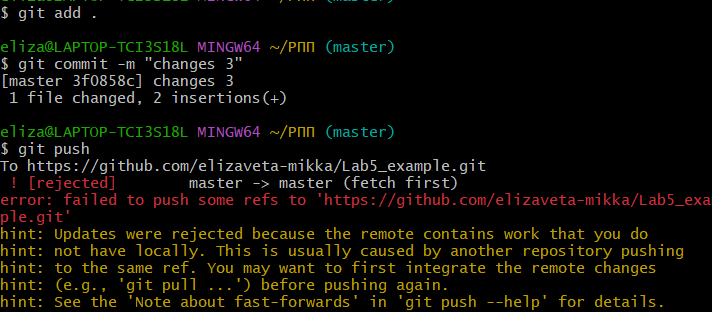 $ git add .
eliza@LAPTOP-TCI3S18L MINGW64 ~/РПП (master)
$ git commit -m "changes 3"
[master 3f0858c] changes 3
 1 file changed, 2 insertions(+)
eliza@LAPTOP-TCI3S18L MINGW64 ~/РПП (master)
$ git push
To https://github.com/elizaveta-mikka/Lab5_example.git
 ! [rejected]        master -> master (fetch first)
error: failed to push some refs to 'https://github.com/elizaveta-mikka/Lab5_exa
ple.git'
hint: Updates were rejected because the remote contains work that you do
hint: not have locally. This is usually caused by another repository pushing
hint: to the same ref. You may want to first integrate the remote changes
hint: (e.g., 'git pull ...') before pushing again.
hint: See the 'Note about fast-forwards' in 'git push --help' for details.